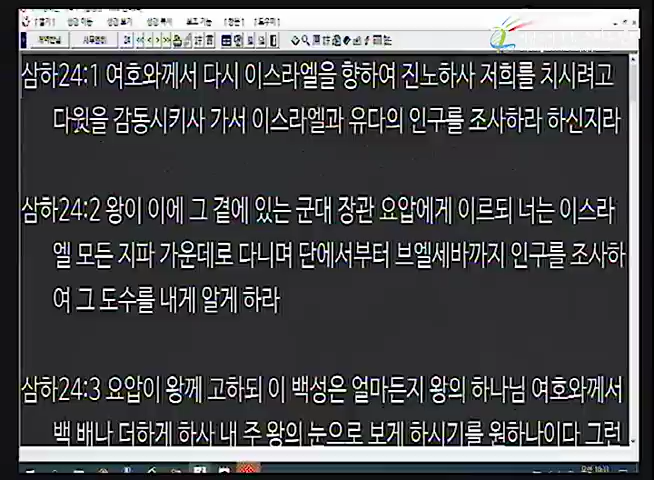 삼하24:1 여호와께서 다시 이스라엘을 향하여 진노하사 저희를 치시려고
다윗을 감동시키사 가서 이스라엘과 유다의 인구를 조사하라 하신지라
삼하24:2 왕이 이에 그 곁에 있는 군대 장관 요압에게 이르되 너는 이스라
엘 모든 지파 가운데로 다니며 단에서부터 브엘세바까지 인구를 조사하
여 그 도수를 내게 알게 하라
삼하24:3 요압이 왕께 고하되 이 백성은 얼마든지 왕의 하나님 여호와께서
백 배나 더하게 하사 내 주 왕의 눈으로 보게 하시기를 원하나이다 그런